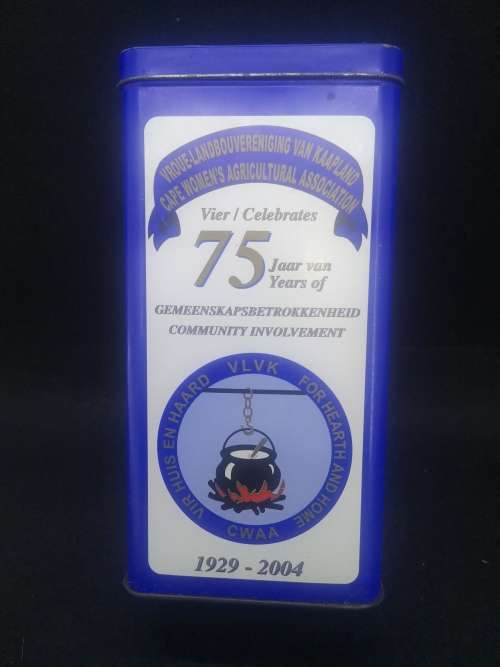 VROUE-LANDBOUVERENIGING VAN KAAPLAND
CAPE WOMEN'S AGRICULTURAL ASSOCIATION
Vier / Celebrates
75 Jaar van
Years of
GEMEENSKAPSBETROKKENHEID
COMMUNITY INVOLVEMENT
VLVK
VIR HUIS EN HAARD
FOR HEARTH AND HOME
CWAA
1929 - 2004